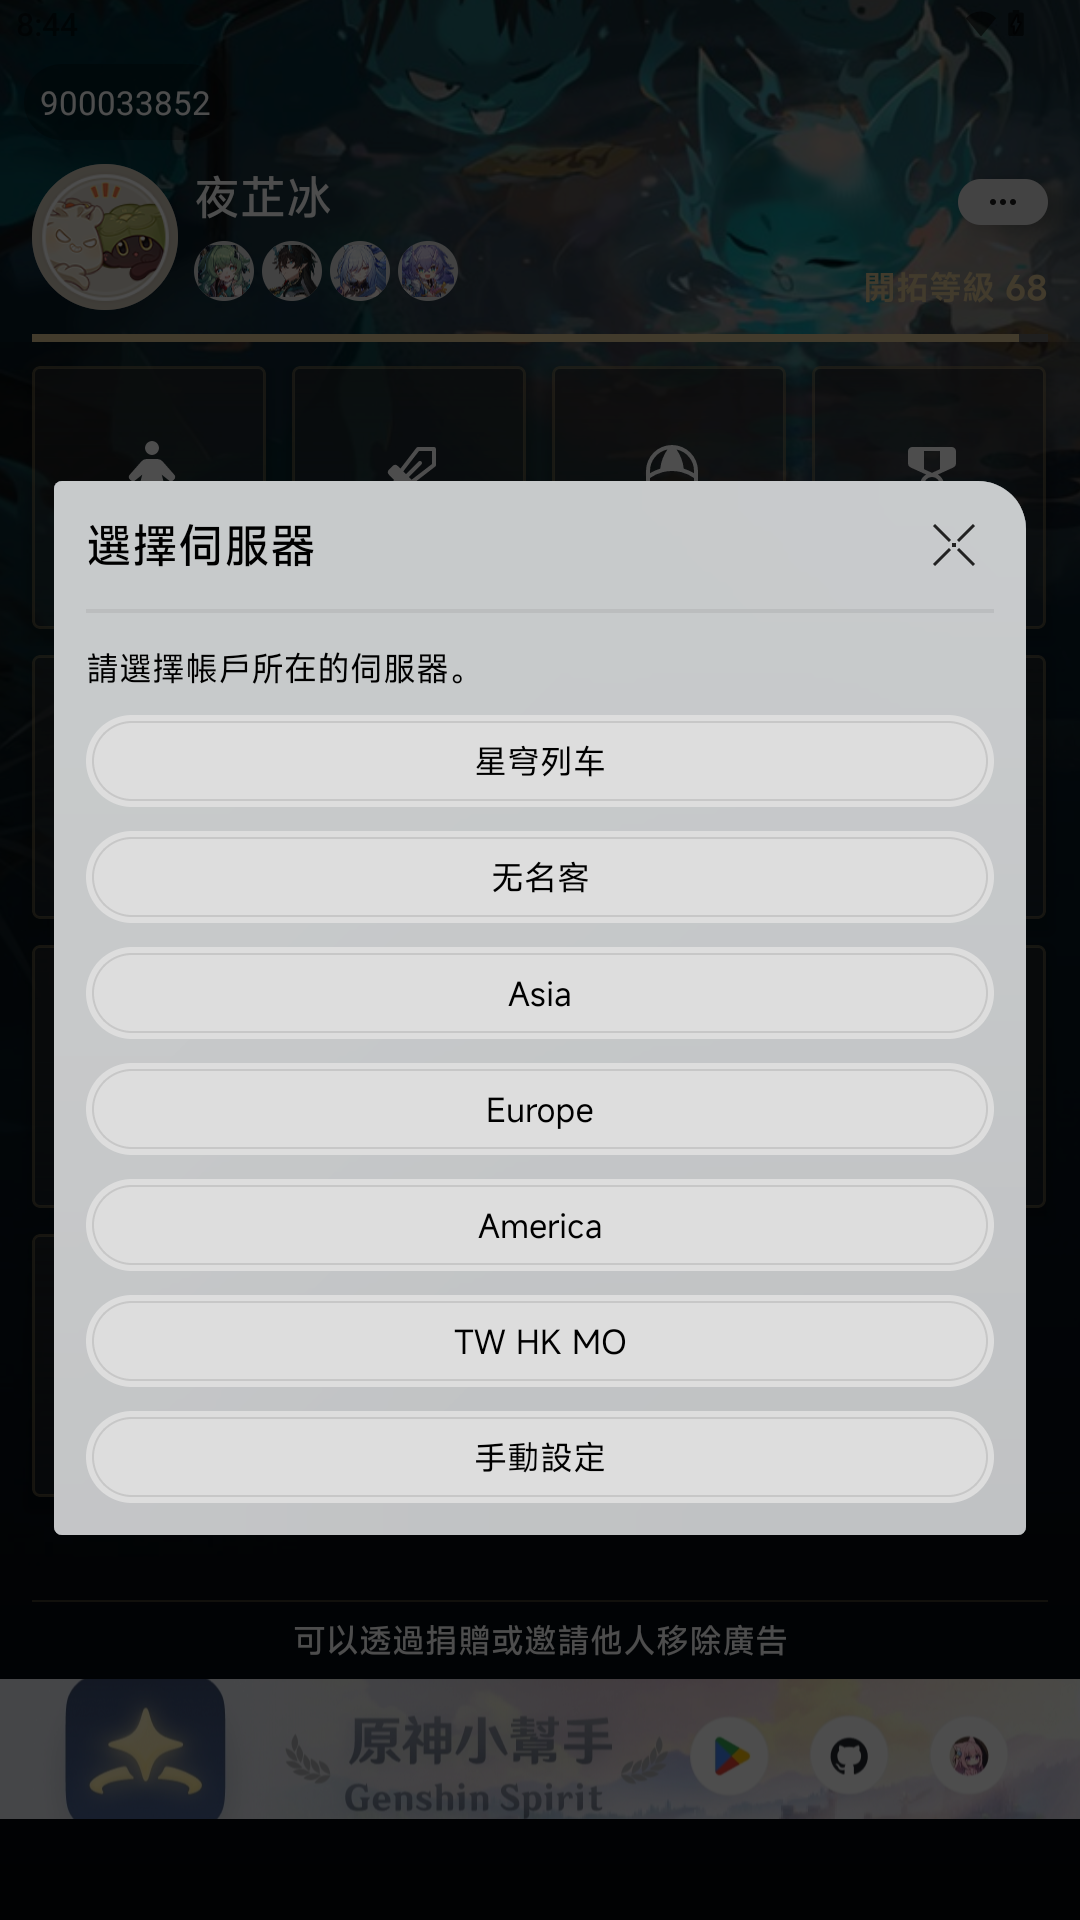 8:44
900033852
夜芷冰
開拓等級 68
選擇伺服器
請選擇帳戶所在的伺服器。
星穹列车
无名客
Asia
Europe
America
TW HK MO
手動設定
可以透過捐贈或邀請他人移除廣告
原神小幫手
Genshin Spirit